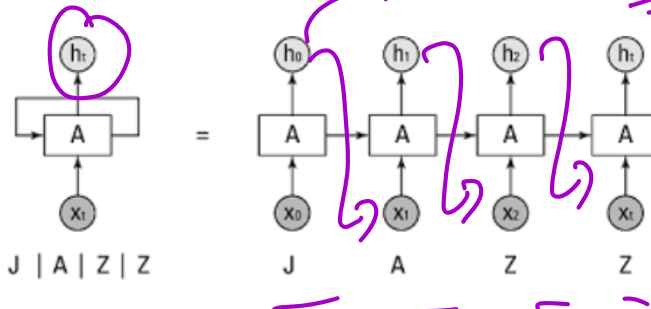 hₜ h₀ h₁ h₂ hₜ
A = A A A A
xₜ x₀ x₁ x₂ xₜ
J | A | Z | Z J A Z Z